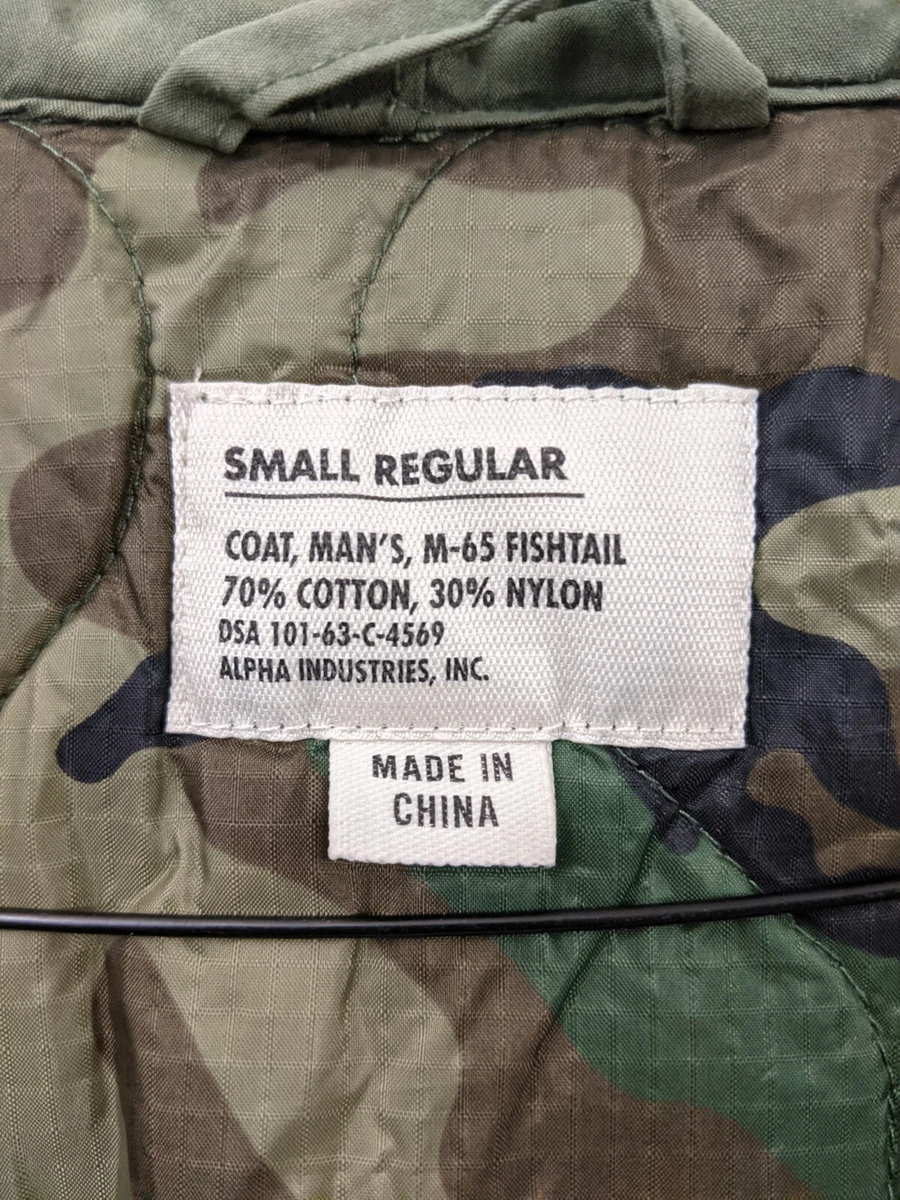 SMALL REGULAR
COAT, MAN'S, M-65 FISHTAIL
70% COTTON, 30% NYLON
DSA 101-63-C-4569
ALPHA INDUSTRIES, INC.
MADE IN
CHINA